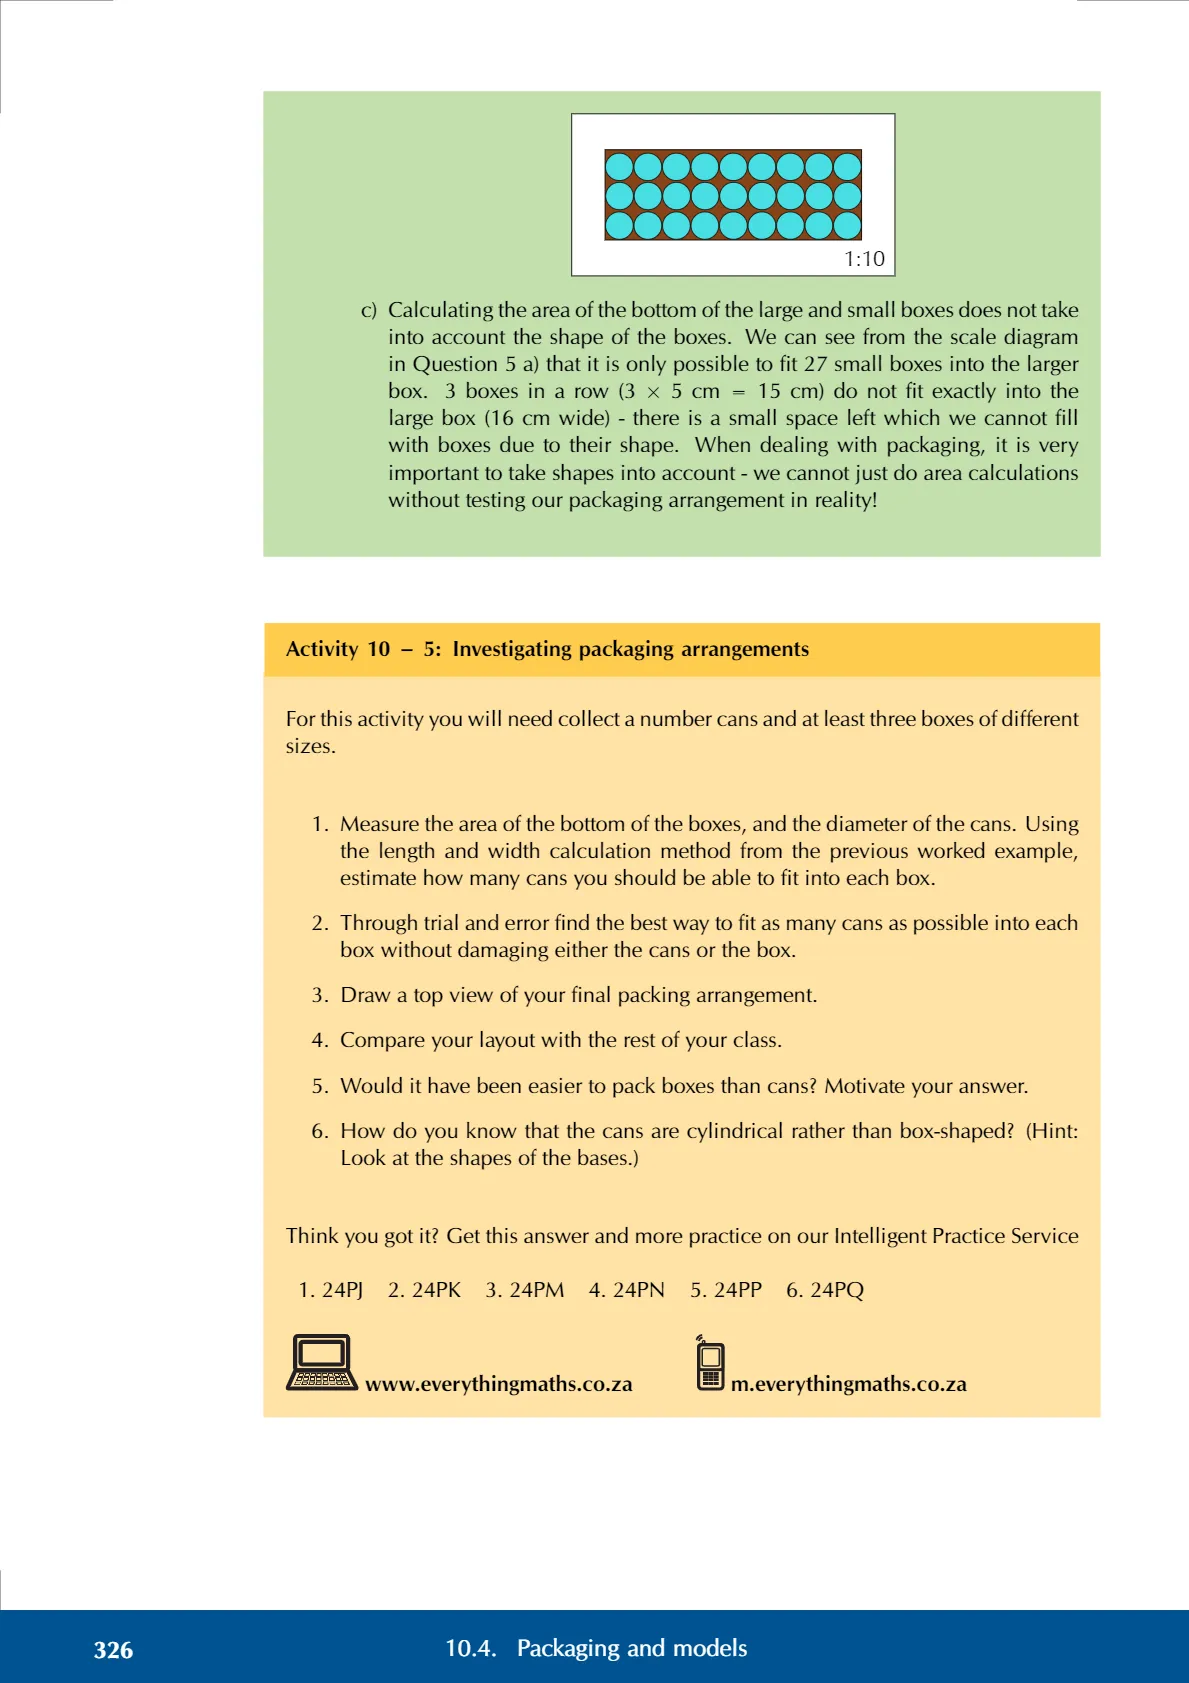 1:10
c) Calculating the area of the bottom of the large and small boxes does not take
into account the shape of the boxes. We can see from the scale diagram
in Question 5 a) that it is only possible to fit 27 small boxes into the larger
box. 3 boxes in a row (3 × 5 cm = 15 cm) do not fit exactly into the
large box (16 cm wide) - there is a small space left which we cannot fill
with boxes due to their shape. When dealing with packaging, it is very
important to take shapes into account - we cannot just do area calculations
without testing our packaging arrangement in reality!
Activity 10 – 5: Investigating packaging arrangements
For this activity you will need collect a number cans and at least three boxes of different
sizes.
1. Measure the area of the bottom of the boxes, and the diameter of the cans. Using
the length and width calculation method from the previous worked example,
estimate how many cans you should be able to fit into each box.
2. Through trial and error find the best way to fit as many cans as possible into each
box without damaging either the cans or the box.
3. Draw a top view of your final packing arrangement.
4. Compare your layout with the rest of your class.
5. Would it have been easier to pack boxes than cans? Motivate your answer.
6. How do you know that the cans are cylindrical rather than box-shaped? (Hint:
Look at the shapes of the bases.)
Think you got it? Get this answer and more practice on our Intelligent Practice Service
1. 24PJ 2. 24PK 3. 24PM 4. 24PN 5. 24PP 6. 24PQ
www.everythingmaths.co.za m.everythingmaths.co.za
326 10.4. Packaging and models